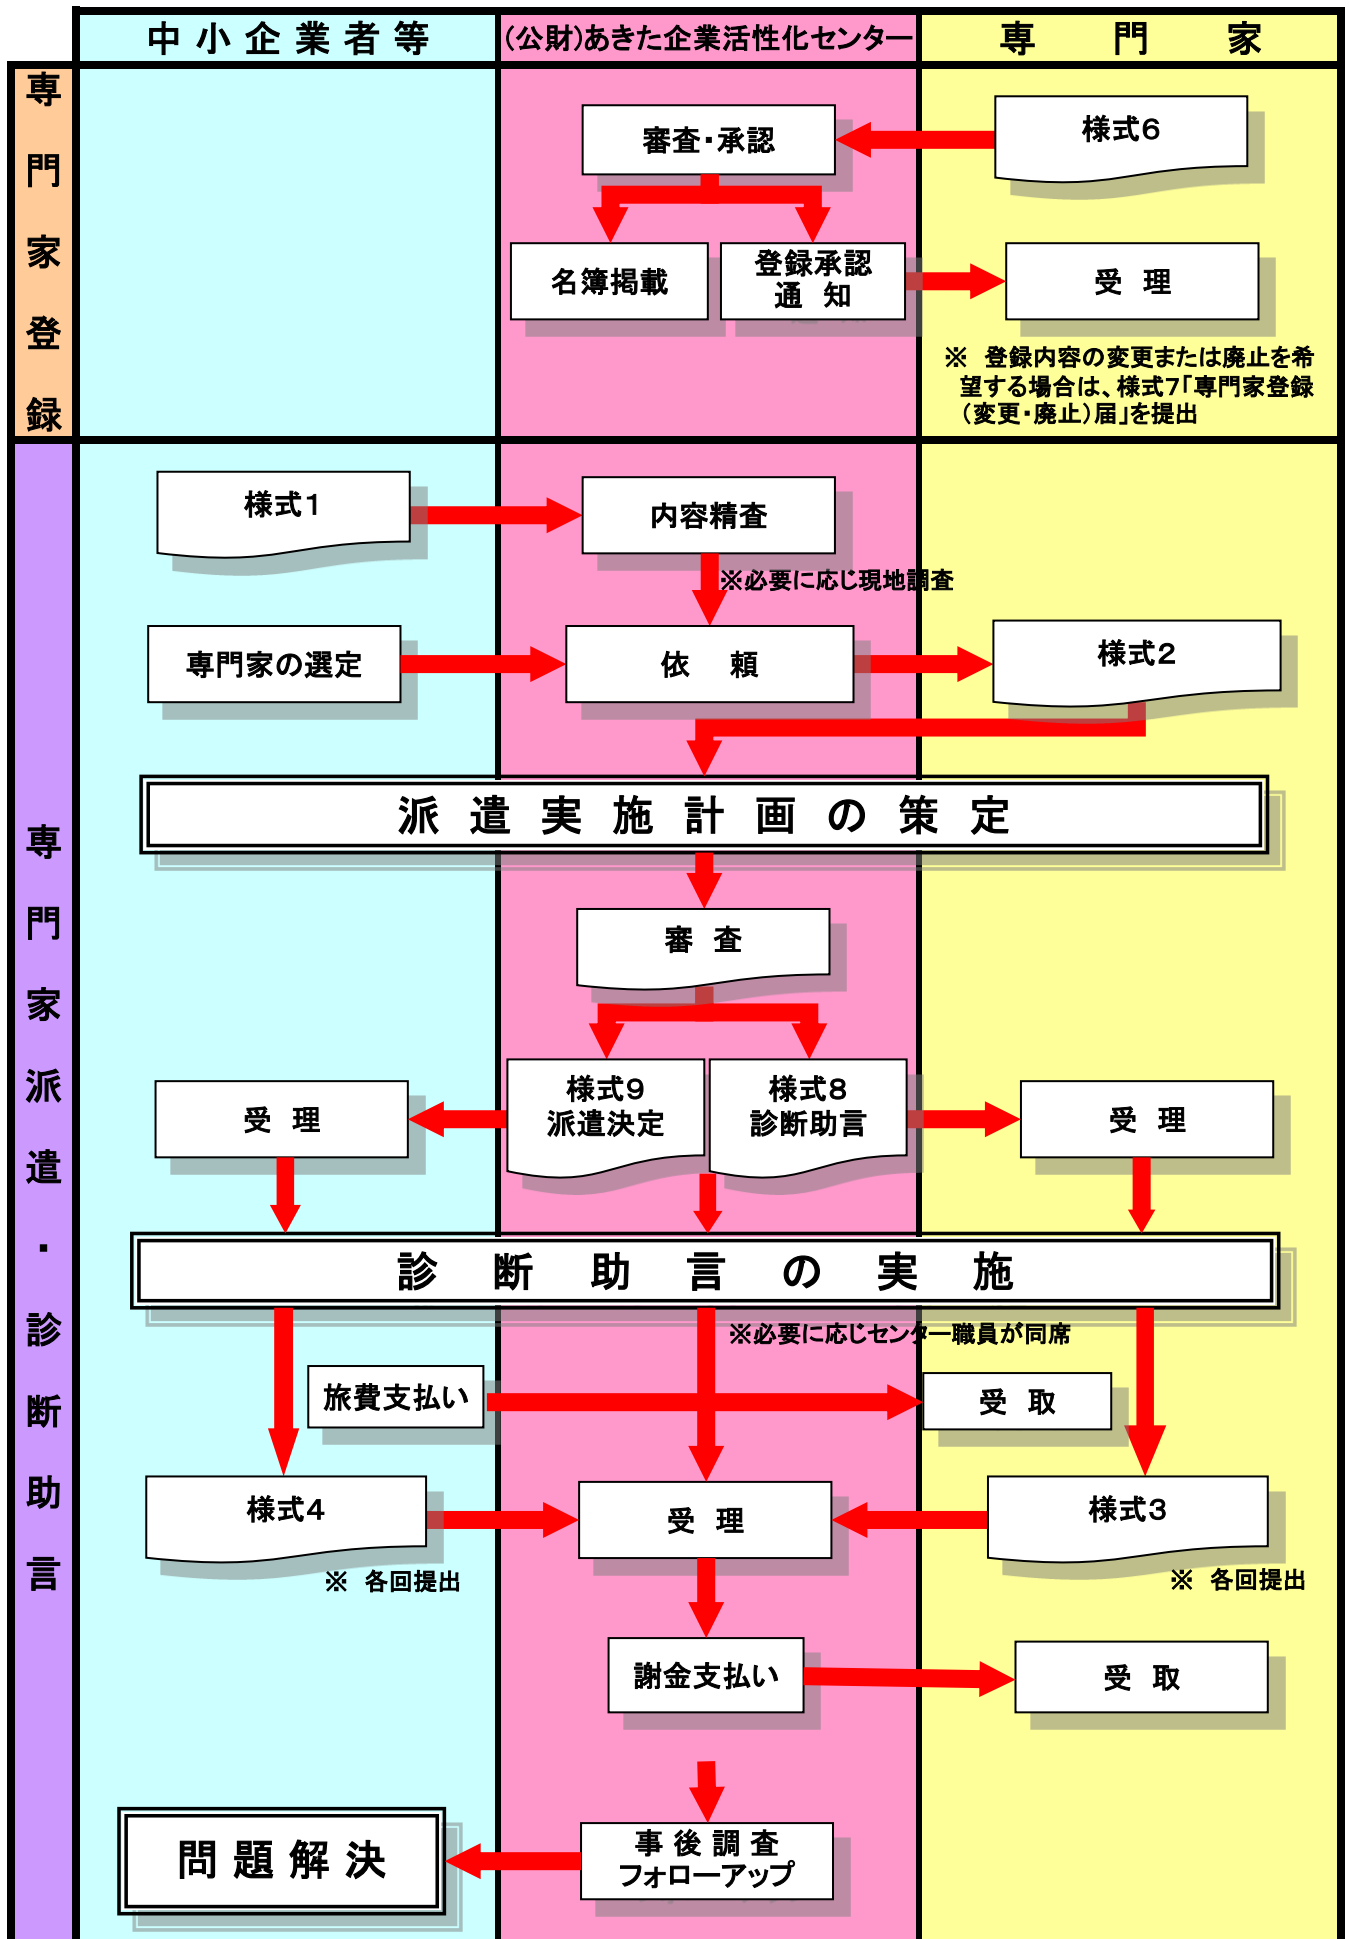 中小企業者等
(公財)あきた企業活性化センター
専　門　家
専門家登録
様式6
審査・承認
名簿掲載
登録承認
通　知
受　理
※　登録内容の変更または廃止を希
望する場合は、様式7「専門家登録
（変更・廃止）届」を提出
専門家派遣・診断助言
様式1
内容精査
※必要に応じ現地調査
専門家の選定
依　頼
様式2
派遣実施計画の策定
審　査
様式9
派遣決定
様式8
診断助言
受　理
受　理
診断助言の実施
※必要に応じセンター職員が同席
旅費支払い
受　取
様式4
受　理
様式3
※　各回提出
※　各回提出
謝金支払い
受　取
事後調査
フォローアップ
問題解決